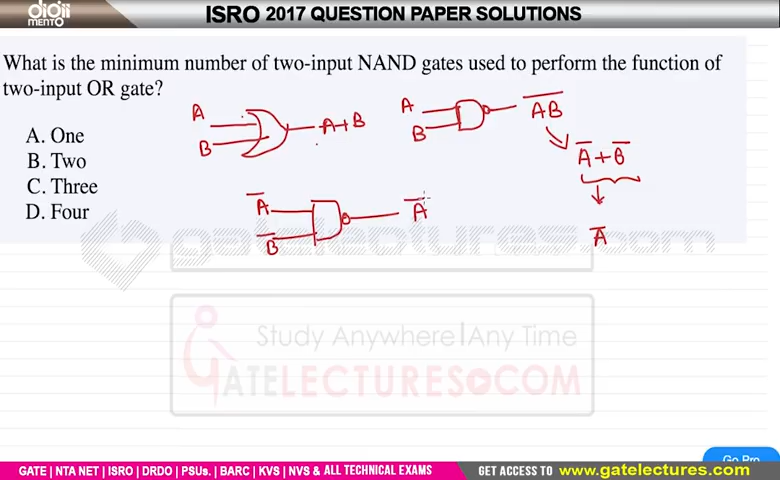 digii
MENTO
ISRO 2017 QUESTION PAPER SOLUTIONS
What is the minimum number of two-input NAND gates used to perform the function of
two-input OR gate?
A. One
B. Two
C. Three
D. Four
A
B
A+B
A
B
A̅B̅
A̅+B̅
A̅
A̅
B̅
A̅
gatelectures.com
Study Anywhere|Any Time
GATELECTURES.COM
Go Pro
GATE | NTA NET | ISRO | DRDO | PSUs. | BARC | KVS | NVS & ALL TECHNICAL EXAMS GET ACCESS TO www.gatelectures.com